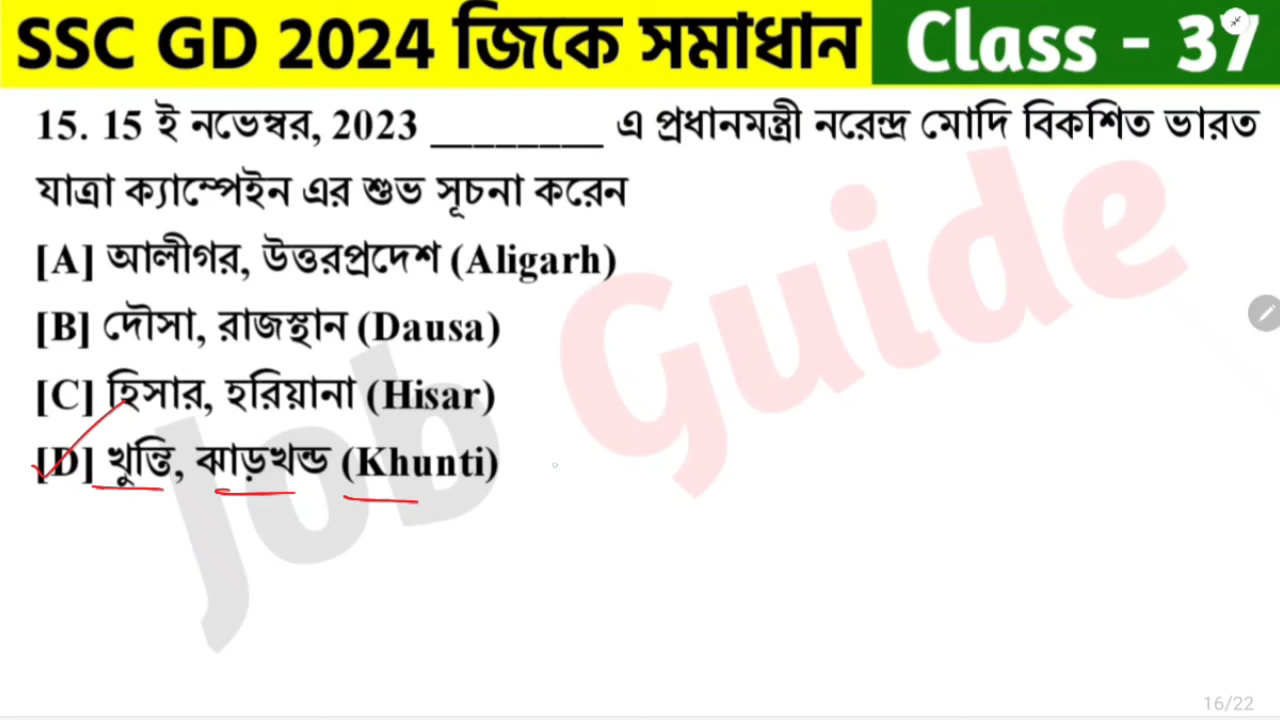 SSC GD 2024 জিকে সমাধান Class - 37
15. 15 ই নভেম্বর, 2023 ________ এ প্রধানমন্ত্রী নরেন্দ্র মোদি বিকশিত ভারত
যাত্রা ক্যাম্পেইন এর শুভ সূচনা করেন
[A] আলীগর, উত্তরপ্রদেশ (Aligarh)
[B] দৌসা, রাজস্থান (Dausa)
[C] হিসার, হরিয়ানা (Hisar)
[D] খুন্তি, ঝাড়খন্ড (Khunti)
Job Guide
16/22